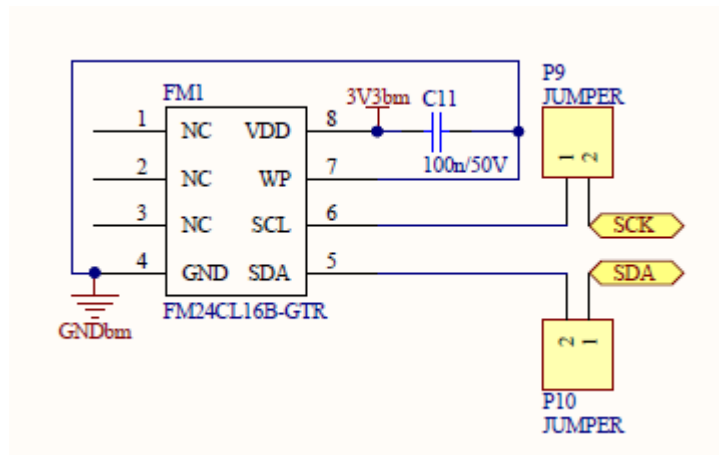 P9
JUMPER
FM1
3V3bm
C11
1 NC VDD 8
100n/50V
1 2
2 NC WP 7
3 NC SCL 6
SCK
4 GND SDA 5
SDA
GNDbm
FM24CL16B-GTR
2 1
P10
JUMPER